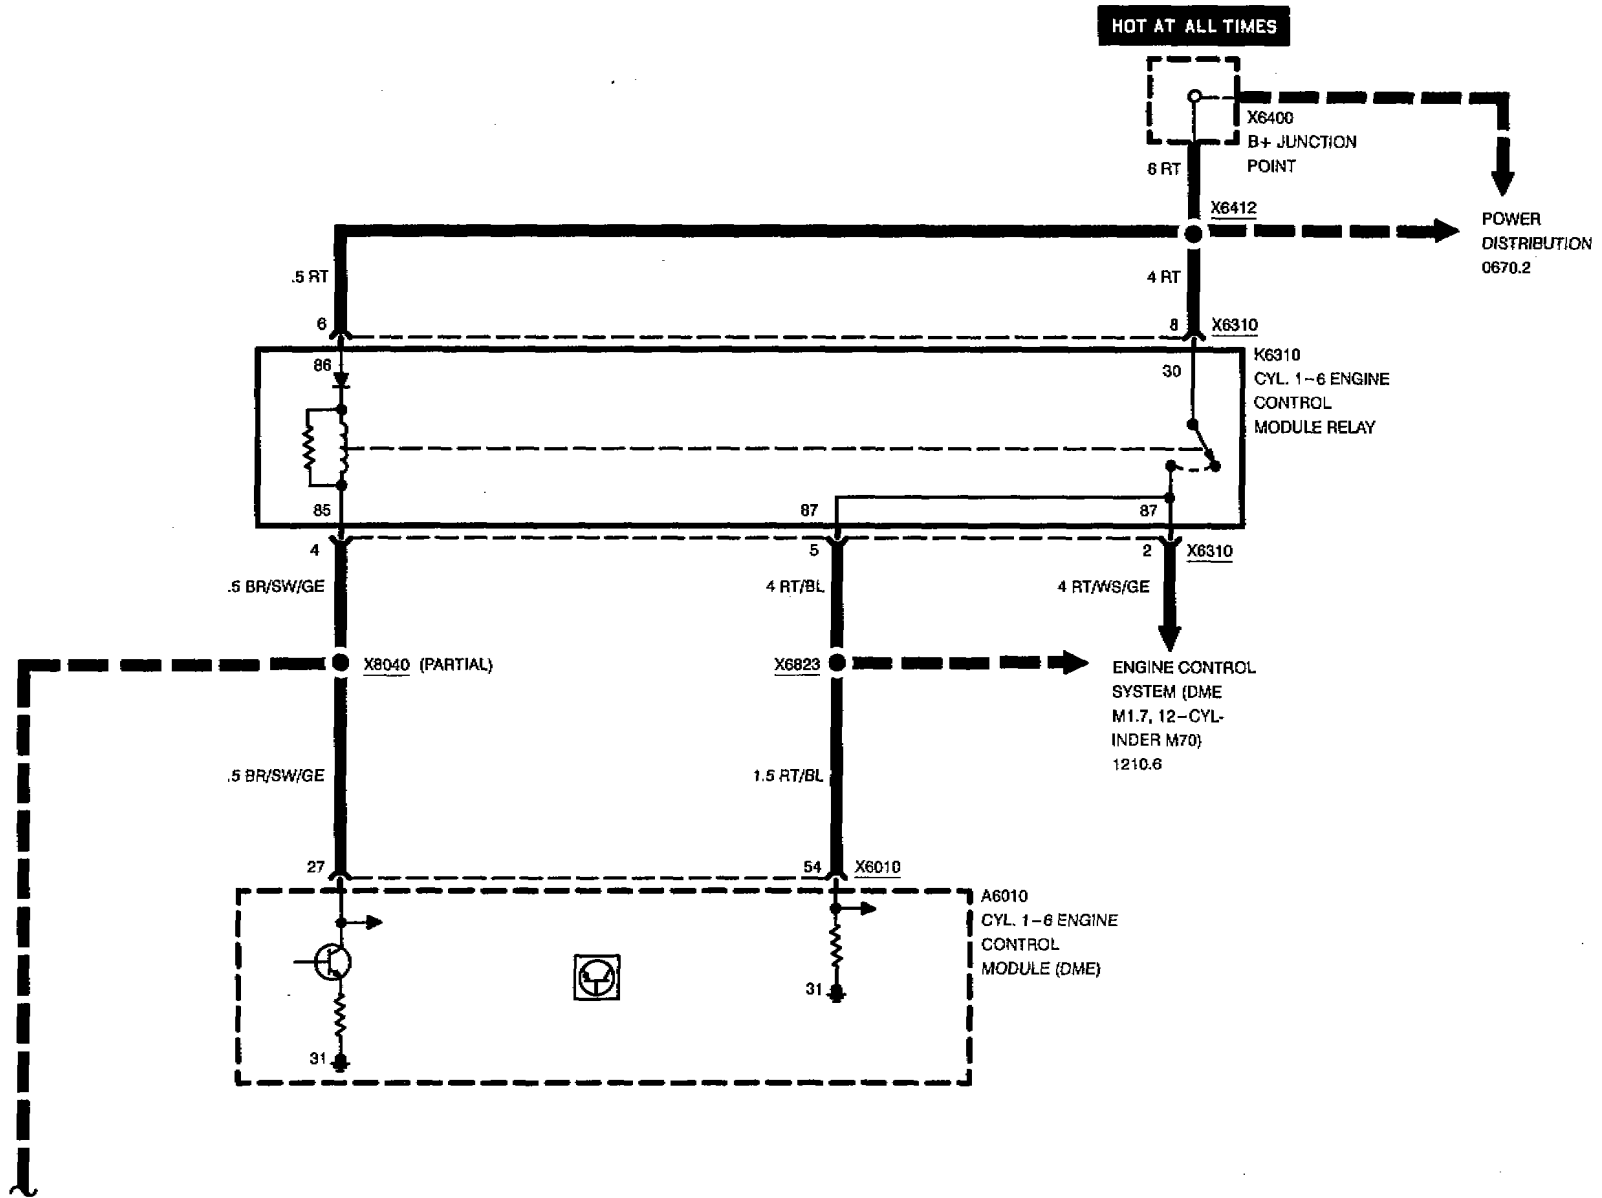 HOT AT ALL TIMES
X6400
B+ JUNCTION
POINT
6 RT
X6412
POWER
DISTRIBUTION
0670.2
.5 RT
4 RT
6
8
X6310
K6310
CYL. 1-6 ENGINE
CONTROL
MODULE RELAY
86
30
85
87
87
4
5
2
X6310
.5 BR/SW/GE
4 RT/BL
4 RT/WS/GE
X8040 (PARTIAL)
X6823
ENGINE CONTROL
SYSTEM (DME
M1.7, 12-CYL-
INDER M70)
1210.6
.5 BR/SW/GE
1.5 RT/BL
27
54
X6010
A6010
CYL. 1-6 ENGINE
CONTROL
MODULE (DME)
31
31